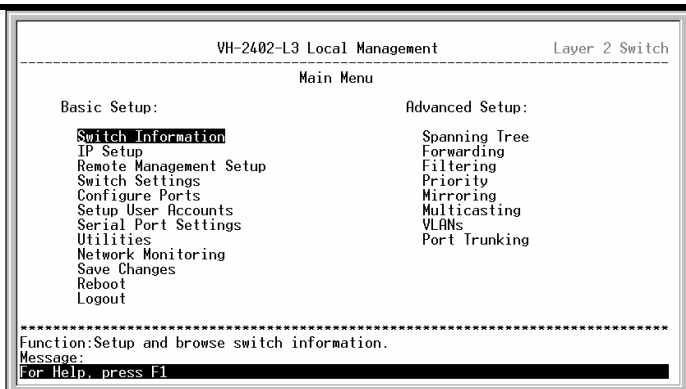 VH-2402-L3 Local Management Layer 2 Switch
Main Menu
Basic Setup: Advanced Setup:
Switch Information Spanning Tree
IP Setup Forwarding
Remote Management Setup Filtering
Switch Settings Priority
Configure Ports Mirroring
Setup User Accounts Multicasting
Serial Port Settings VLANs
Utilities Port Trunking
Network Monitoring
Save Changes
Reboot
Logout
*******************************************************************************
Function:Setup and browse switch information.
Message:
For Help, press F1